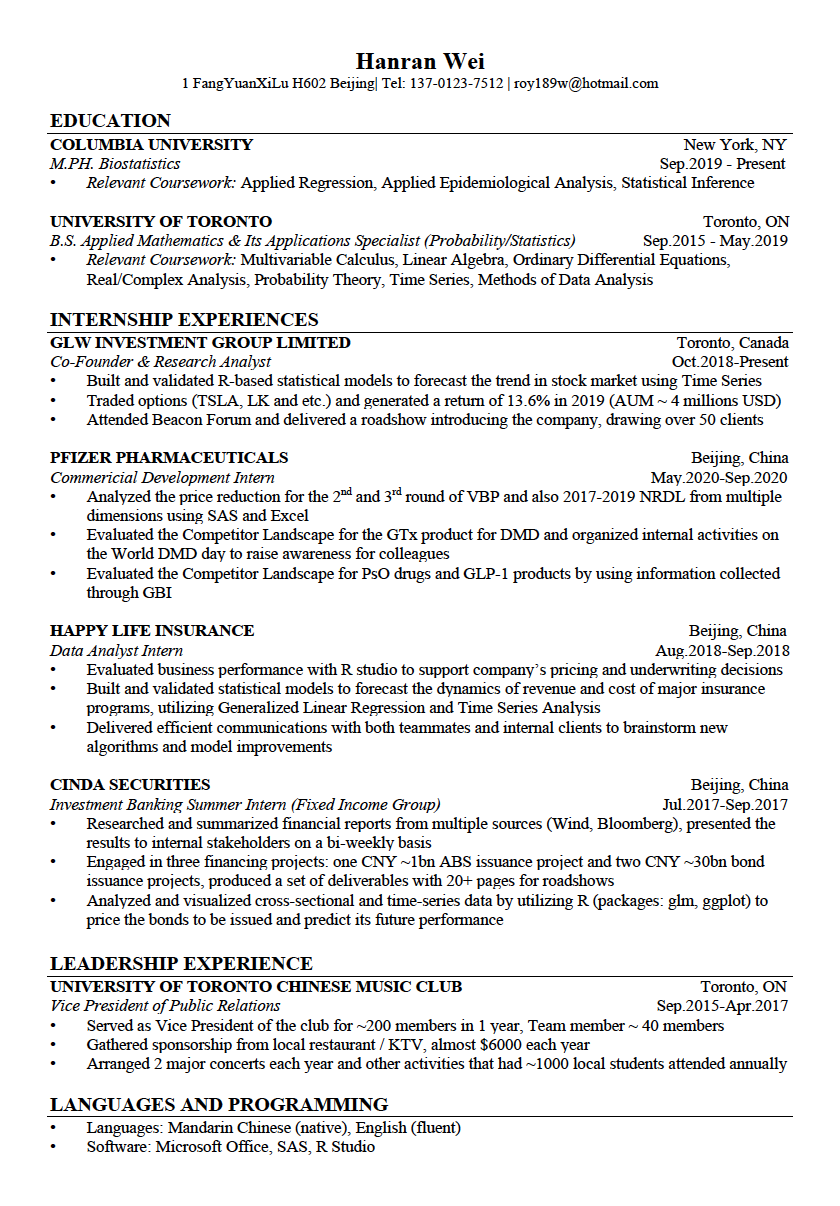 Hanran Wei
1 FangYuanXiLu H602 Beijing| Tel: 137-0123-7512 | roy189w@hotmail.com
EDUCATION
COLUMBIA UNIVERSITY New York, NY
M.PH. Biostatistics Sep.2019 - Present
• Relevant Coursework: Applied Regression, Applied Epidemiological Analysis, Statistical Inference
UNIVERSITY OF TORONTO Toronto, ON
B.S. Applied Mathematics & Its Applications Specialist (Probability/Statistics) Sep.2015 - May.2019
• Relevant Coursework: Multivariable Calculus, Linear Algebra, Ordinary Differential Equations,
Real/Complex Analysis, Probability Theory, Time Series, Methods of Data Analysis
INTERNSHIP EXPERIENCES
GLW INVESTMENT GROUP LIMITED Toronto, Canada
Co-Founder & Research Analyst Oct.2018-Present
• Built and validated R-based statistical models to forecast the trend in stock market using Time Series
• Traded options (TSLA, LK and etc.) and generated a return of 13.6% in 2019 (AUM ~ 4 millions USD)
• Attended Beacon Forum and delivered a roadshow introducing the company, drawing over 50 clients
PFIZER PHARMACEUTICALS Beijing, China
Commericial Development Intern May.2020-Sep.2020
• Analyzed the price reduction for the 2nd and 3rd round of VBP and also 2017-2019 NRDL from multiple
dimensions using SAS and Excel
• Evaluated the Competitor Landscape for the GTx product for DMD and organized internal activities on
the World DMD day to raise awareness for colleagues
• Evaluated the Competitor Landscape for PsO drugs and GLP-1 products by using information collected
through GBI
HAPPY LIFE INSURANCE Beijing, China
Data Analyst Intern Aug.2018-Sep.2018
• Evaluated business performance with R studio to support company's pricing and underwriting decisions
• Built and validated statistical models to forecast the dynamics of revenue and cost of major insurance
programs, utilizing Generalized Linear Regression and Time Series Analysis
• Delivered efficient communications with both teammates and internal clients to brainstorm new
algorithms and model improvements
CINDA SECURITIES Beijing, China
Investment Banking Summer Intern (Fixed Income Group) Jul.2017-Sep.2017
• Researched and summarized financial reports from multiple sources (Wind, Bloomberg), presented the
results to internal stakeholders on a bi-weekly basis
• Engaged in three financing projects: one CNY ~1bn ABS issuance project and two CNY ~30bn bond
issuance projects, produced a set of deliverables with 20+ pages for roadshows
• Analyzed and visualized cross-sectional and time-series data by utilizing R (packages: glm, ggplot) to
price the bonds to be issued and predict its future performance
LEADERSHIP EXPERIENCE
UNIVERSITY OF TORONTO CHINESE MUSIC CLUB Toronto, ON
Vice President of Public Relations Sep.2015-Apr.2017
• Served as Vice President of the club for ~200 members in 1 year, Team member ~ 40 members
• Gathered sponsorship from local restaurant / KTV, almost $6000 each year
• Arranged 2 major concerts each year and other activities that had ~1000 local students attended annually
LANGUAGES AND PROGRAMMING
• Languages: Mandarin Chinese (native), English (fluent)
• Software: Microsoft Office, SAS, R Studio